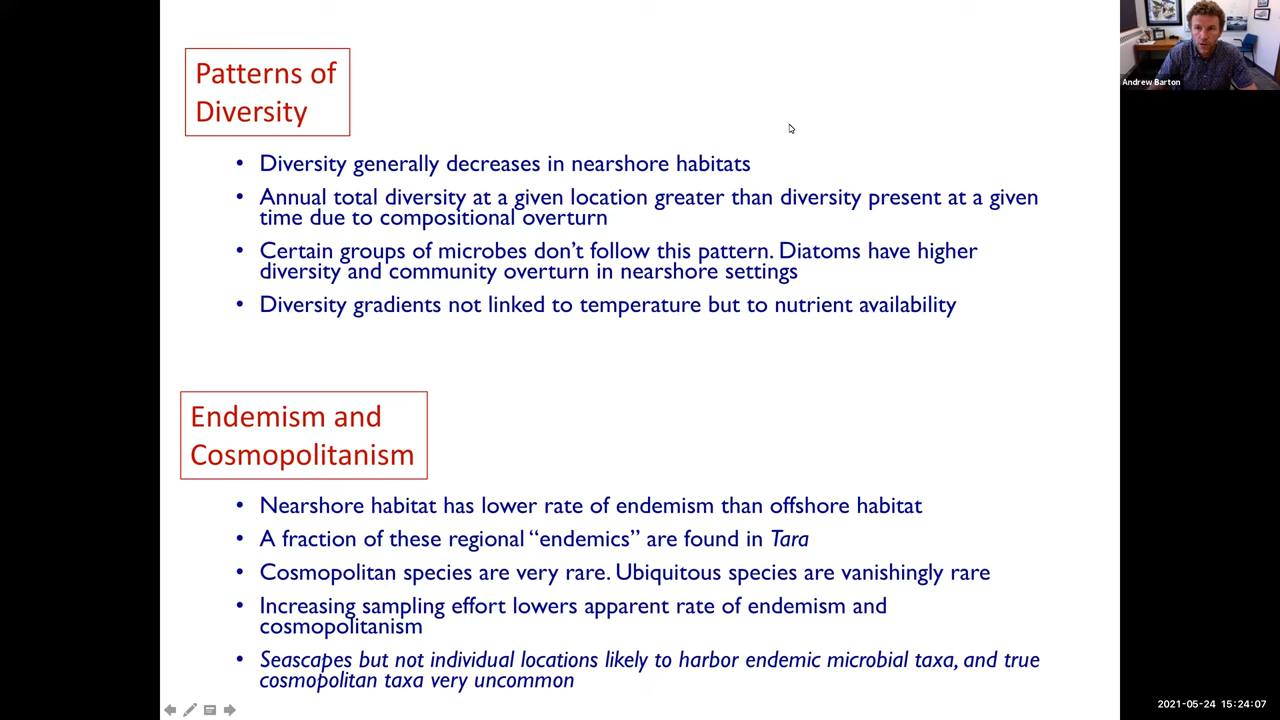 Patterns of
Diversity
Andrew Barton
• Diversity generally decreases in nearshore habitats
• Annual total diversity at a given location greater than diversity present at a given
time due to compositional overturn
• Certain groups of microbes don’t follow this pattern. Diatoms have higher
diversity and community overturn in nearshore settings
• Diversity gradients not linked to temperature but to nutrient availability
Endemism and
Cosmopolitanism
• Nearshore habitat has lower rate of endemism than offshore habitat
• A fraction of these regional “endemics” are found in Tara
• Cosmopolitan species are very rare. Ubiquitous species are vanishingly rare
• Increasing sampling effort lowers apparent rate of endemism and
cosmopolitanism
• Seascapes but not individual locations likely to harbor endemic microbial taxa, and true
cosmopolitan taxa very uncommon
2021-05-24 15:24:07